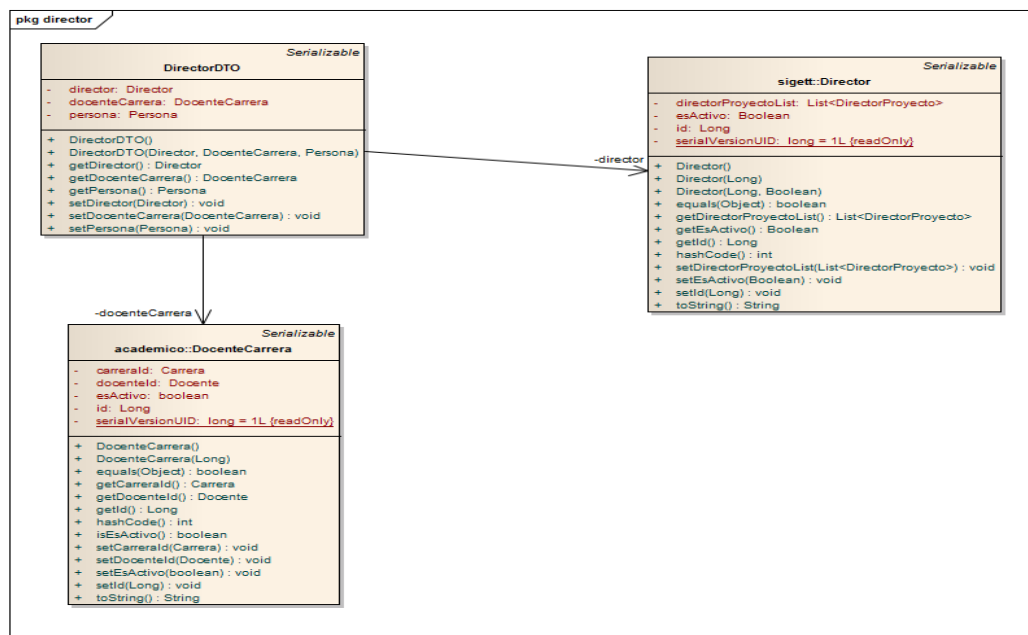 pkg director
Serializable
DirectorDTO
- director: Director
- docenteCarrera: DocenteCarrera
- persona: Persona
+ DirectorDTO()
+ DirectorDTO(Director, DocenteCarrera, Persona)
+ getDirector() : Director
+ getDocenteCarrera() : DocenteCarrera
+ getPersona() : Persona
+ setDirector(Director) : void
+ setDocenteCarrera(DocenteCarrera) : void
+ setPersona(Persona) : void
Serializable
sigett::Director
- directorProyectoList: List<DirectorProyecto>
- esActivo: Boolean
- id: Long
- serialVersionUID: long = 1L {readOnly}
+ Director()
+ Director(Long)
+ Director(Long, Boolean)
+ equals(Object) : boolean
+ getDirectorProyectoList() : List<DirectorProyecto>
+ getEsActivo() : Boolean
+ getId() : Long
+ hashCode() : int
+ setDirectorProyectoList(List<DirectorProyecto>) : void
+ setEsActivo(Boolean) : void
+ setId(Long) : void
+ toString() : String
-director
-docenteCarrera
Serializable
academico::DocenteCarrera
- carreraId: Carrera
- docenteId: Docente
- esActivo: boolean
- id: Long
- serialVersionUID: long = 1L {readOnly}
+ DocenteCarrera()
+ DocenteCarrera(Long)
+ equals(Object) : boolean
+ getCarreraId() : Carrera
+ getDocenteId() : Docente
+ getId() : Long
+ hashCode() : int
+ isEsActivo() : boolean
+ setCarreraId(Carrera) : void
+ setDocenteId(Docente) : void
+ setEsActivo(boolean) : void
+ setId(Long) : void
+ toString() : String